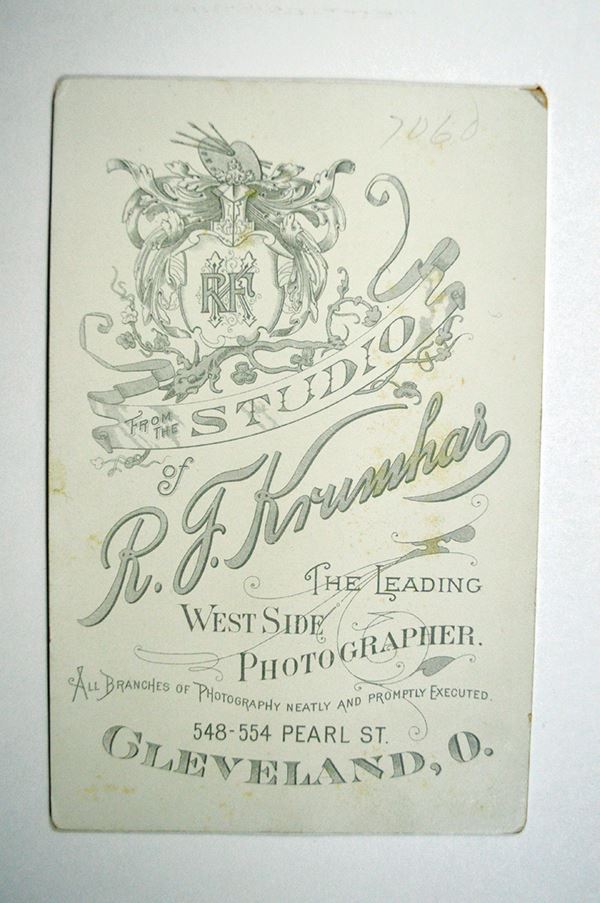 7060
RFK
FROM THE STUDIO
of
R. F. Krumhar
THE LEADING
WEST SIDE
PHOTOGRAPHER.
ALL BRANCHES OF PHOTOGRAPHY NEATLY AND PROMPTLY EXECUTED.
548-554 PEARL ST.
CLEVELAND, O.